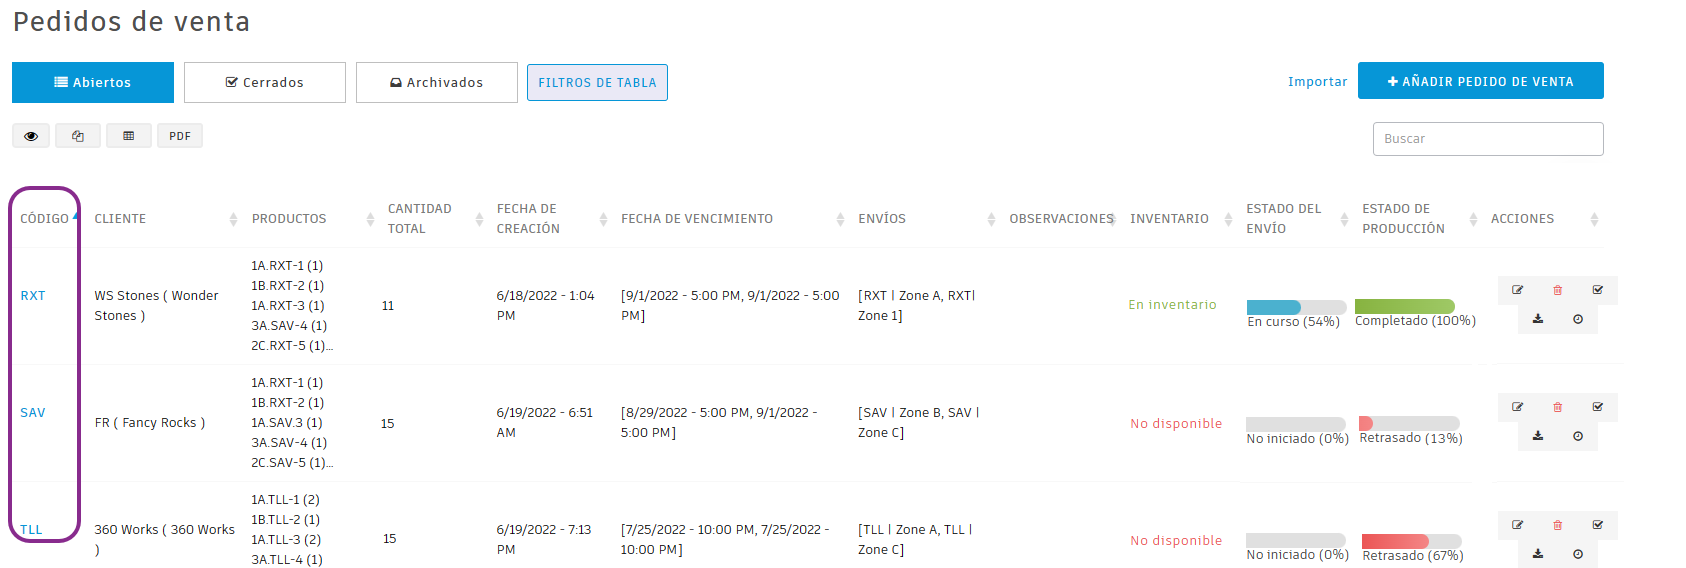 Pedidos de venta
Abiertos
Cerrados
Archivados
FILTROS DE TABLA
Importar
AÑADIR PEDIDO DE VENTA
PDF
Buscar
CÓDIGO
CLIENTE
PRODUCTOS
CANTIDAD
TOTAL
FECHA DE
CREACIÓN
FECHA DE VENCIMIENTO
ENVÍOS
OBSERVACIONES
INVENTARIO
ESTADO DEL
ENVÍO
ESTADO DE
PRODUCCIÓN
ACCIONES
RXT
WS Stones ( Wonder
Stones )
1A.RXT-1 (1)
1B.RXT-2 (1)
1A.RXT-3 (1)
3A.SAV-4 (1)
2C.RXT-5 (1)...
11
6/18/2022 - 1:04
PM
[9/1/2022 - 5:00 PM, 9/1/2022 - 5:00
PM]
[RXT | Zone A, RXT|
Zone 1]
En inventario
En curso (54%)
Completado (100%)
SAV
FR ( Fancy Rocks )
1A.RXT-1 (1)
1B.RXT-2 (1)
1A.SAV.3 (1)
3A.SAV-4 (1)
2C.SAV-5 (1)...
15
6/19/2022 - 6:51
AM
[8/29/2022 - 5:00 PM, 9/1/2022 -
5:00 PM]
[SAV | Zone B, SAV |
Zone C]
No disponible
No iniciado (0%)
Retrasado (13%)
TLL
360 Works ( 360 Works
)
1A.TLL-1 (2)
1B.TLL-2 (1)
1A.TLL-3 (2)
3A.TLL-4 (1)
15
6/19/2022 - 7:13
PM
[7/25/2022 - 10:00 PM, 7/25/2022 -
10:00 PM]
[TLL | Zone A, TLL |
Zone C]
No disponible
No iniciado (0%)
Retrasado (67%)